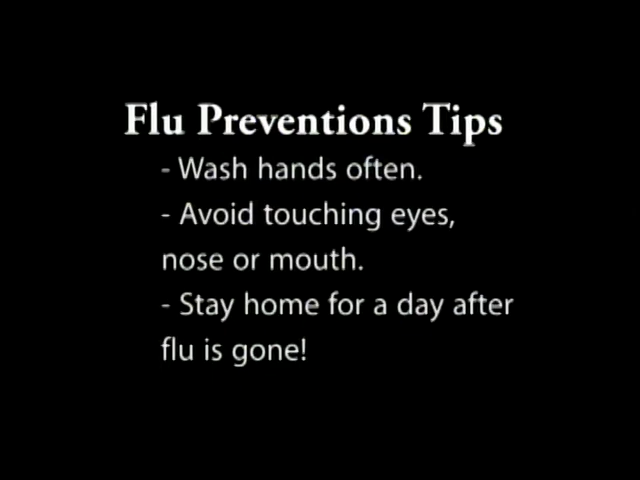 Flu Preventions Tips
- Wash hands often.
- Avoid touching eyes,
nose or mouth.
- Stay home for a day after
flu is gone!